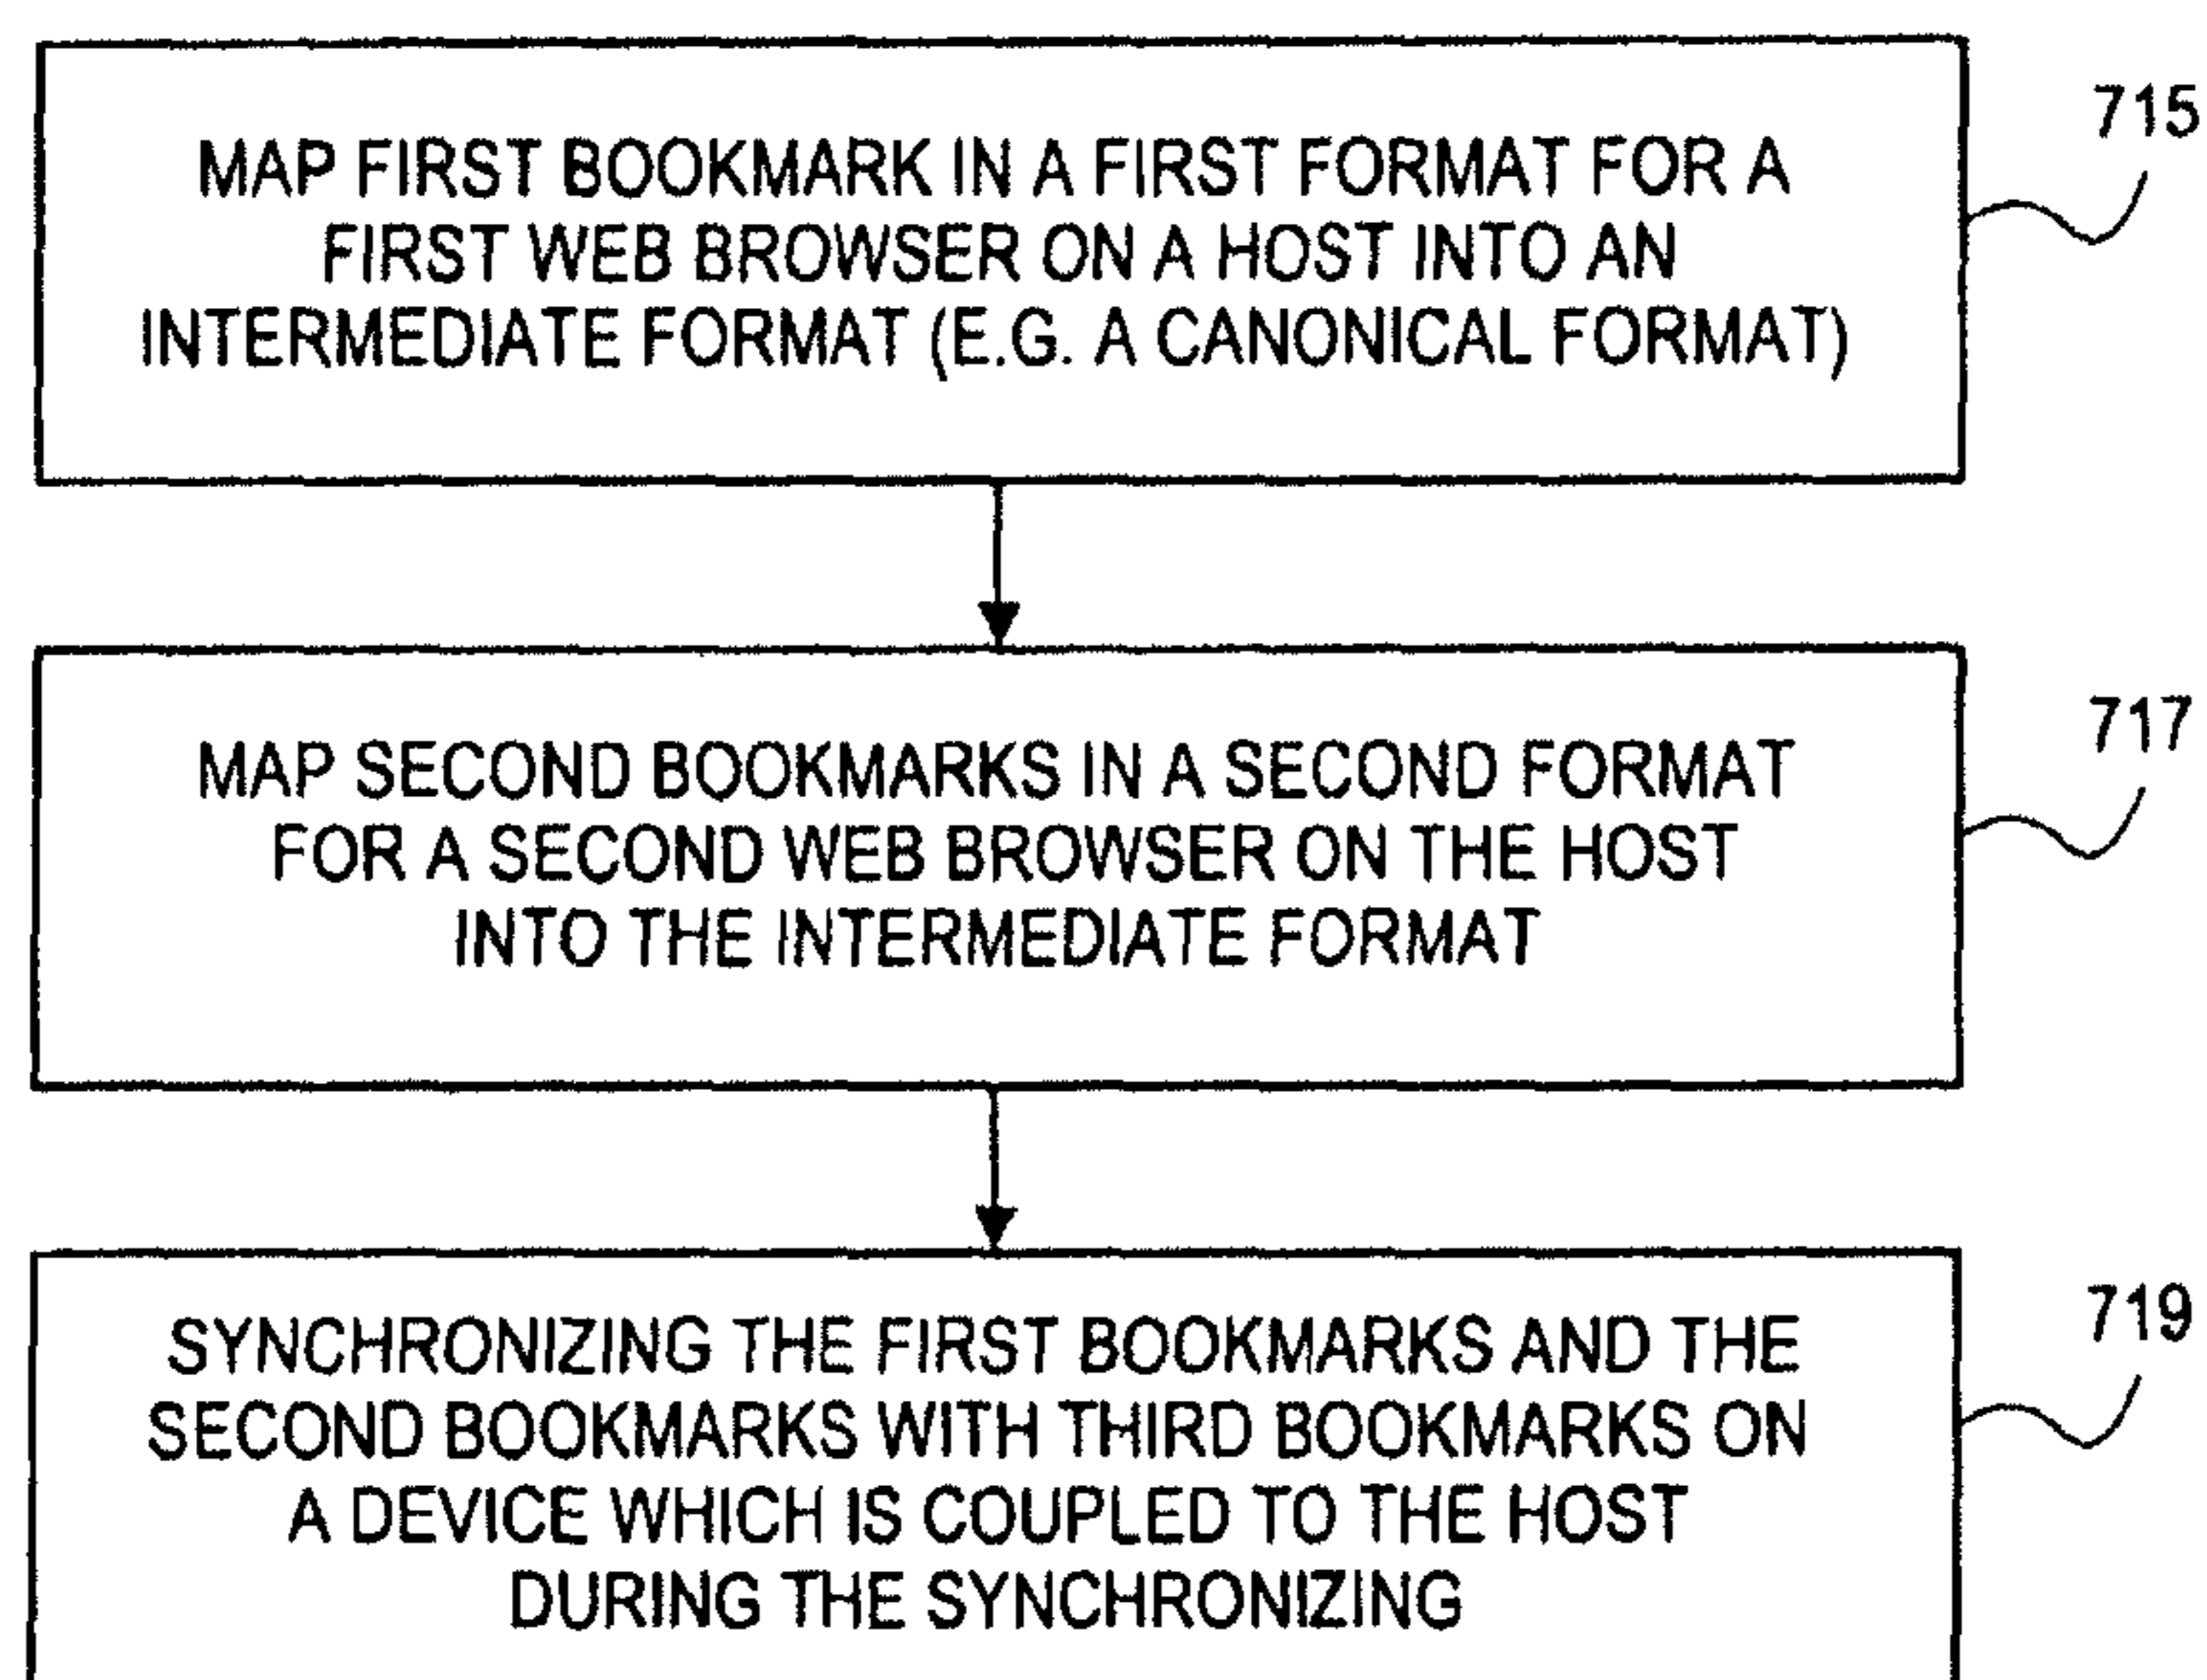 MAP FIRST BOOKMARK IN A FIRST FORMAT FOR A
FIRST WEB BROWSER ON A HOST INTO AN
INTERMEDIATE FORMAT (E.G. A CANONICAL FORMAT)
715
MAP SECOND BOOKMARKS IN A SECOND FORMAT
FOR A SECOND WEB BROWSER ON THE HOST
INTO THE INTERMEDIATE FORMAT
717
SYNCHRONIZING THE FIRST BOOKMARKS AND THE
SECOND BOOKMARKS WITH THIRD BOOKMARKS ON
A DEVICE WHICH IS COUPLED TO THE HOST
DURING THE SYNCHRONIZING
719